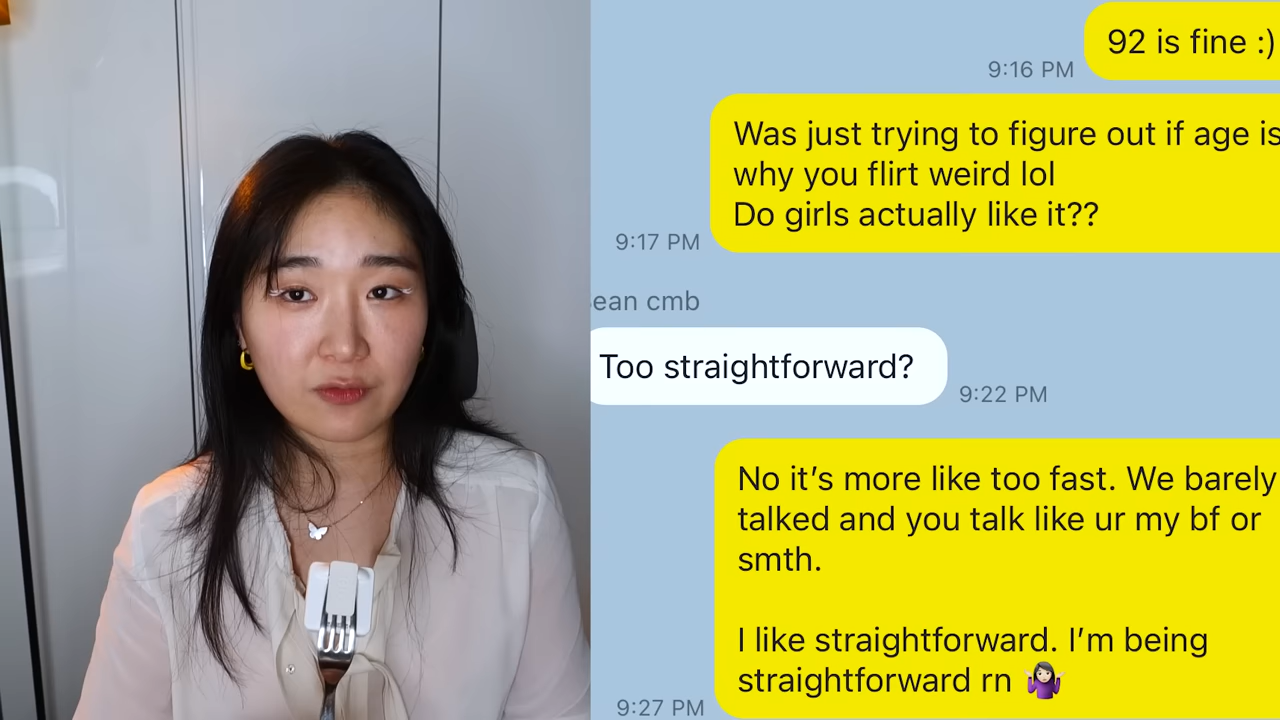 92 is fine :)
9:16 PM
Was just trying to figure out if age is
why you flirt weird lol
Do girls actually like it??
9:17 PM
ean cmb
Too straightforward?
9:22 PM
No it’s more like too fast. We barely
talked and you talk like ur my bf or
smth.
I like straightforward. I’m being
straightforward rn 🤷🏻‍♀️
9:27 PM